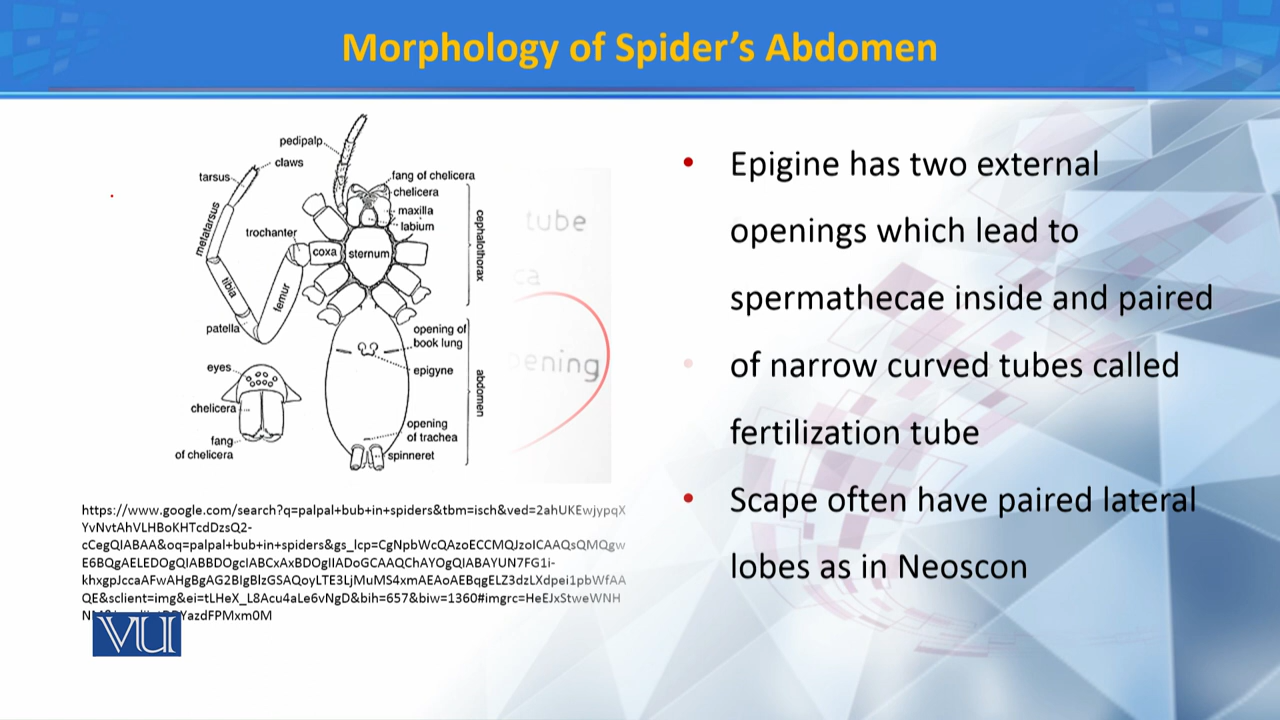 Morphology of Spider's Abdomen
pedipalp
claws
tarsus
fang of chelicera
chelicera
maxilla
labium
metatarsus
trochanter
coxa
sternum
cephalothorax
tibia
femur
patella
opening of
book lung
eyes
epigyne
abdomen
chelicera
fang
of chelicera
opening
of trachea
spinneret
tube
ca
ening
Epigine has two external
openings which lead to
spermathecae inside and paired
of narrow curved tubes called
fertilization tube
Scape often have paired lateral
lobes as in Neoscon
https://www.google.com/search?q=palpal+bub+in+spiders&tbm=isch&ved=2ahUKEwjypqX
YvNvtAhVLHBoKHTcdDzsQ2-
cCegQIABAA&oq=palpal+bub+in+spiders&gs_lcp=CgNpbWcQAzoECCMQJzoICAAQsQMQgw
E6BQgAELEDOgQIABBDOgcIABCxAxBDOgIIADoGCAAQChAYOgQIABAYUN7FG1i-
khxgpJccaAFwAHgBgAG2BIgBlzGSAQoyLTE3LjMuMS4xmAEAoAEBqgELZ3dzLXdpei1pbWfAA
QE&sclient=img&ei=tLHeX_L8Acu4aLe6vNgD&bih=657&biw=1360#imgrc=HeEJxStweWNH
YazdFPMxm0M
VU